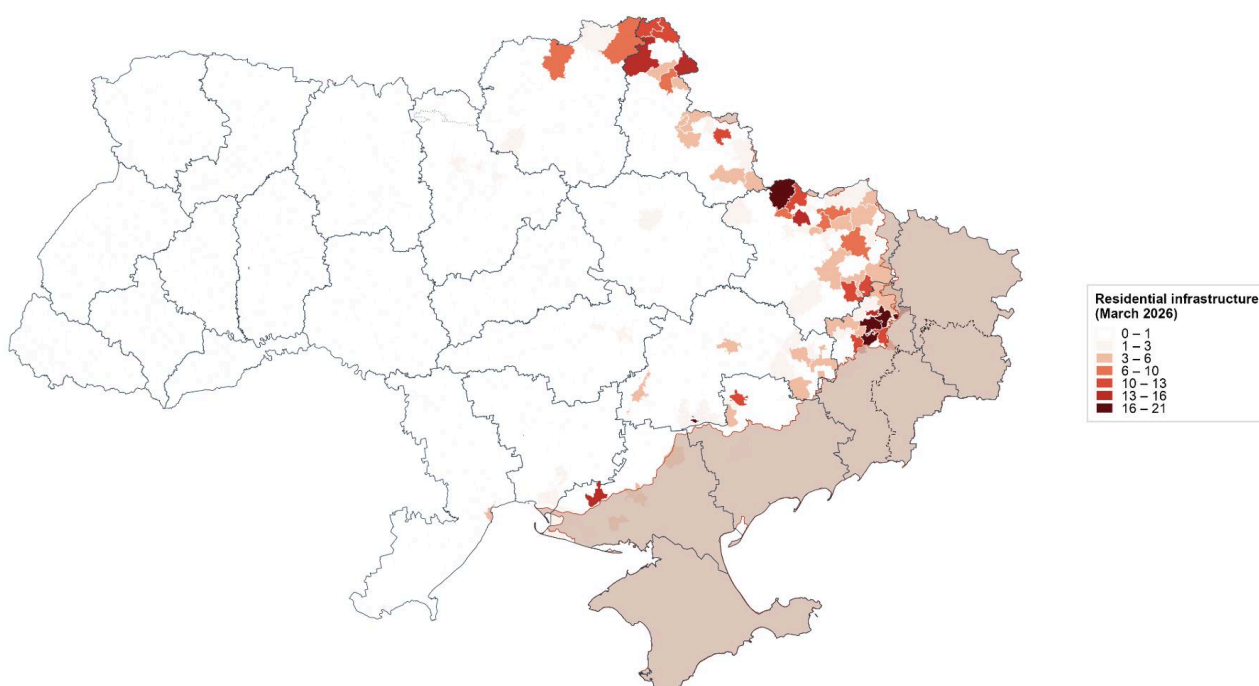 Residential infrastructure
(March 2026)
0 – 1
1 – 3
3 – 6
6 – 10
10 – 13
13 – 16
16 – 21